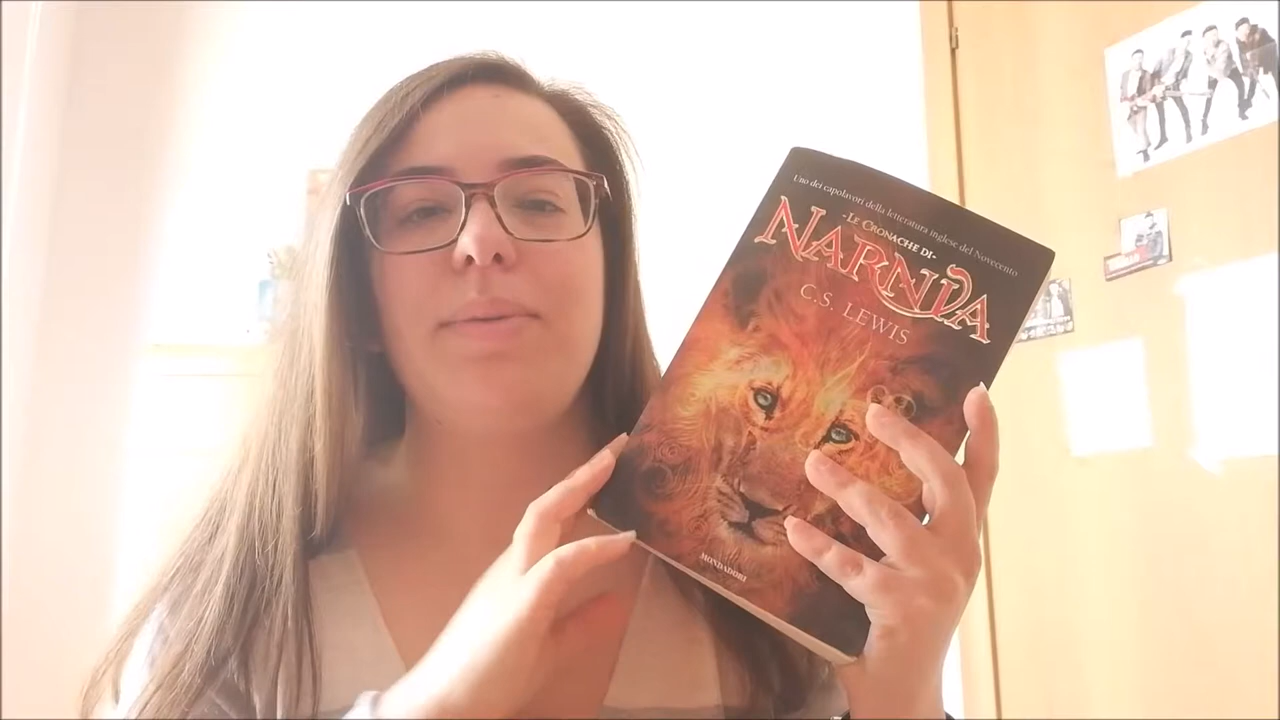 Uno dei capolavori della letteratura inglese del Novecento
-LE CRONACHE DI-
NARNIA
C.S. LEWIS
MONDADORI